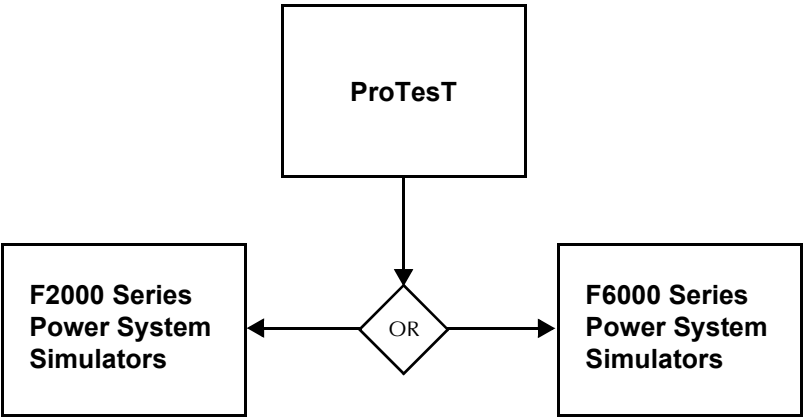 ProTesT
F2000 Series
Power System
Simulators
OR
F6000 Series
Power System
Simulators